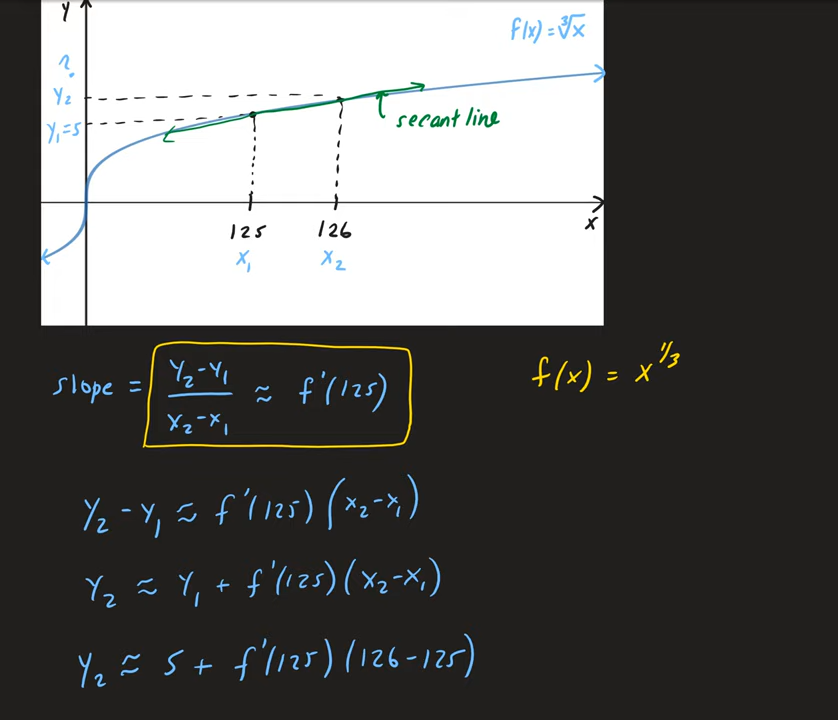 Y
f(x) = ∛x
?
Y₂
Y₁=5
secant line
125
126
X
X₁
X₂
slope = (Y₂-Y₁)/(X₂-X₁) ≈ f'(125)
f(x) = x^(1/3)
Y₂ - Y₁ ≈ f'(125) (X₂-X₁)
Y₂ ≈ Y₁ + f'(125) (X₂-X₁)
Y₂ ≈ 5 + f'(125) (126-125)